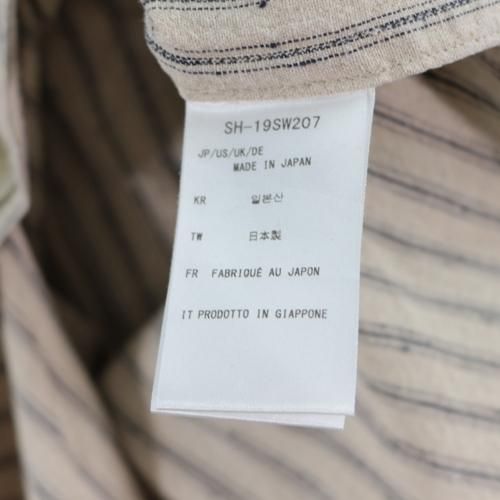 SH-19SW207
JP/US/UK/DE
MADE IN JAPAN
KR 일본산
TW 日本製
FR FABRIQUÉ AU JAPON
IT PRODOTTO IN GIAPPONE